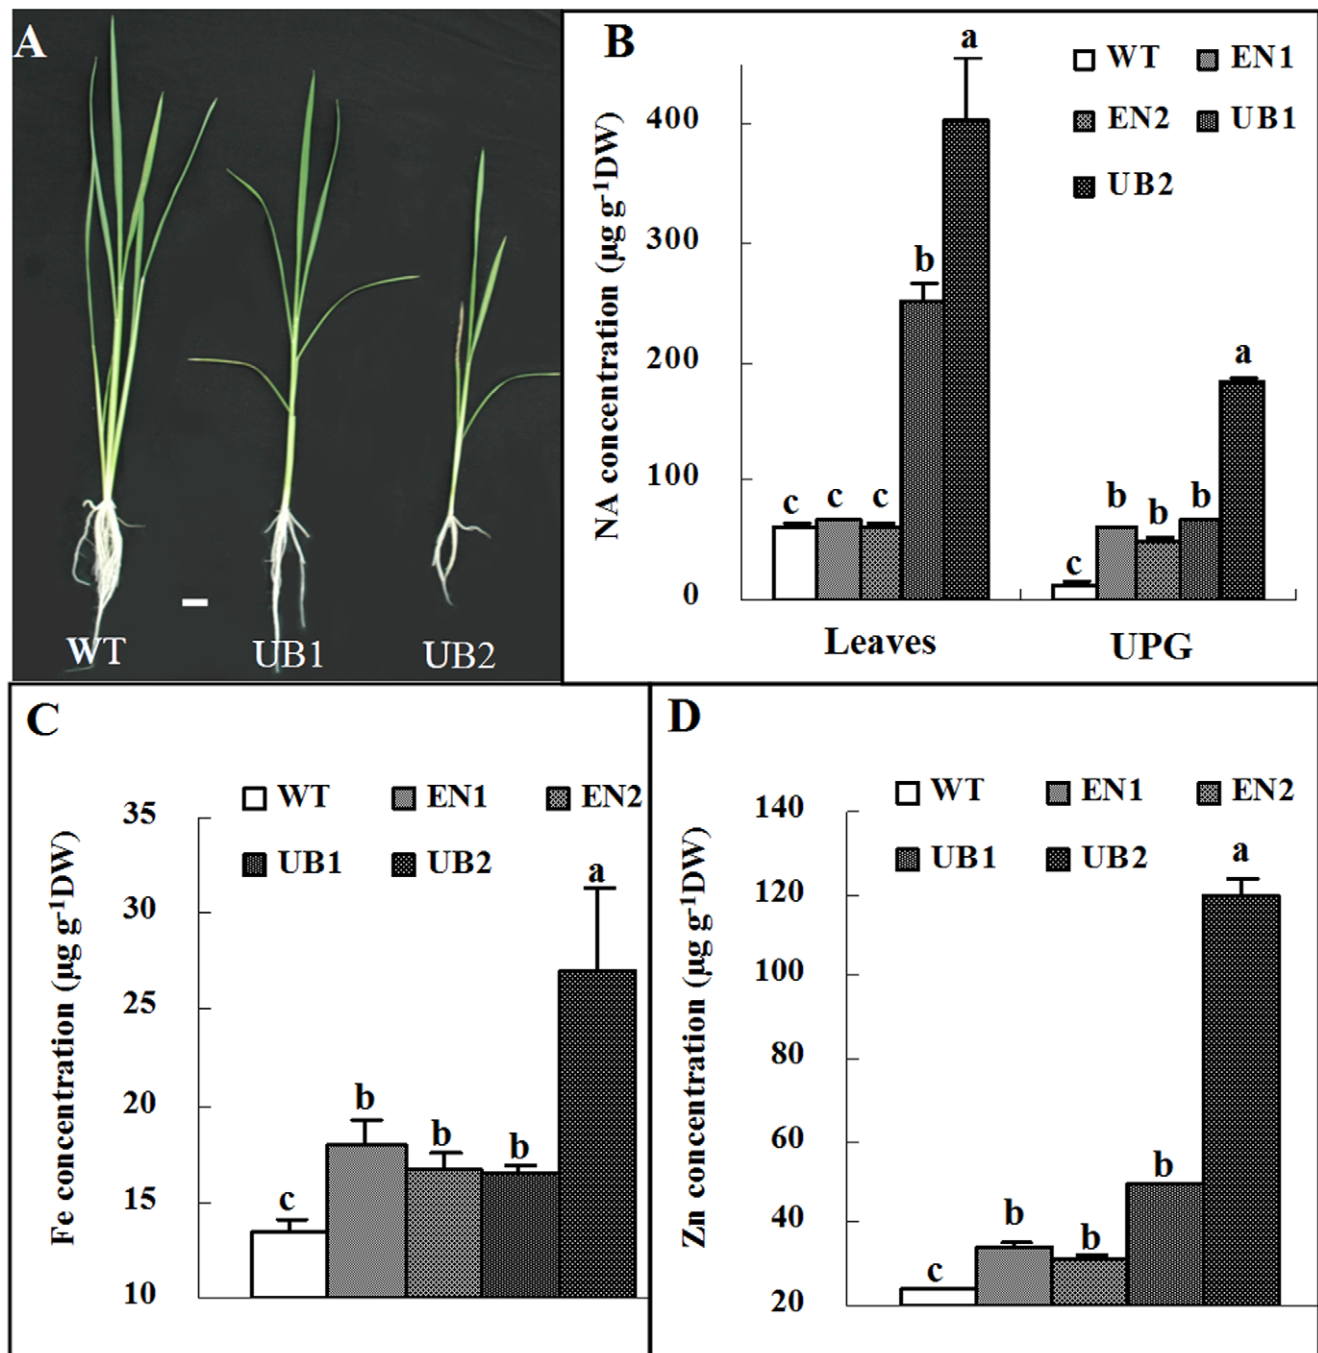 A
WT
UB1
UB2
B
NA concentration (µg g-1DW)
400
300
200
100
0
WT
EN1
EN2
UB1
UB2
c
c
c
b
a
c
b
b
b
a
Leaves
UPG
C
Fe concentration (µg g-1DW)
WT
EN1
EN2
UB1
UB2
35
30
25
20
15
10
c
b
b
b
a
D
Zn concentration (µg g-1DW)
WT
EN1
EN2
UB1
UB2
140
120
100
80
60
40
20
c
b
b
b
a